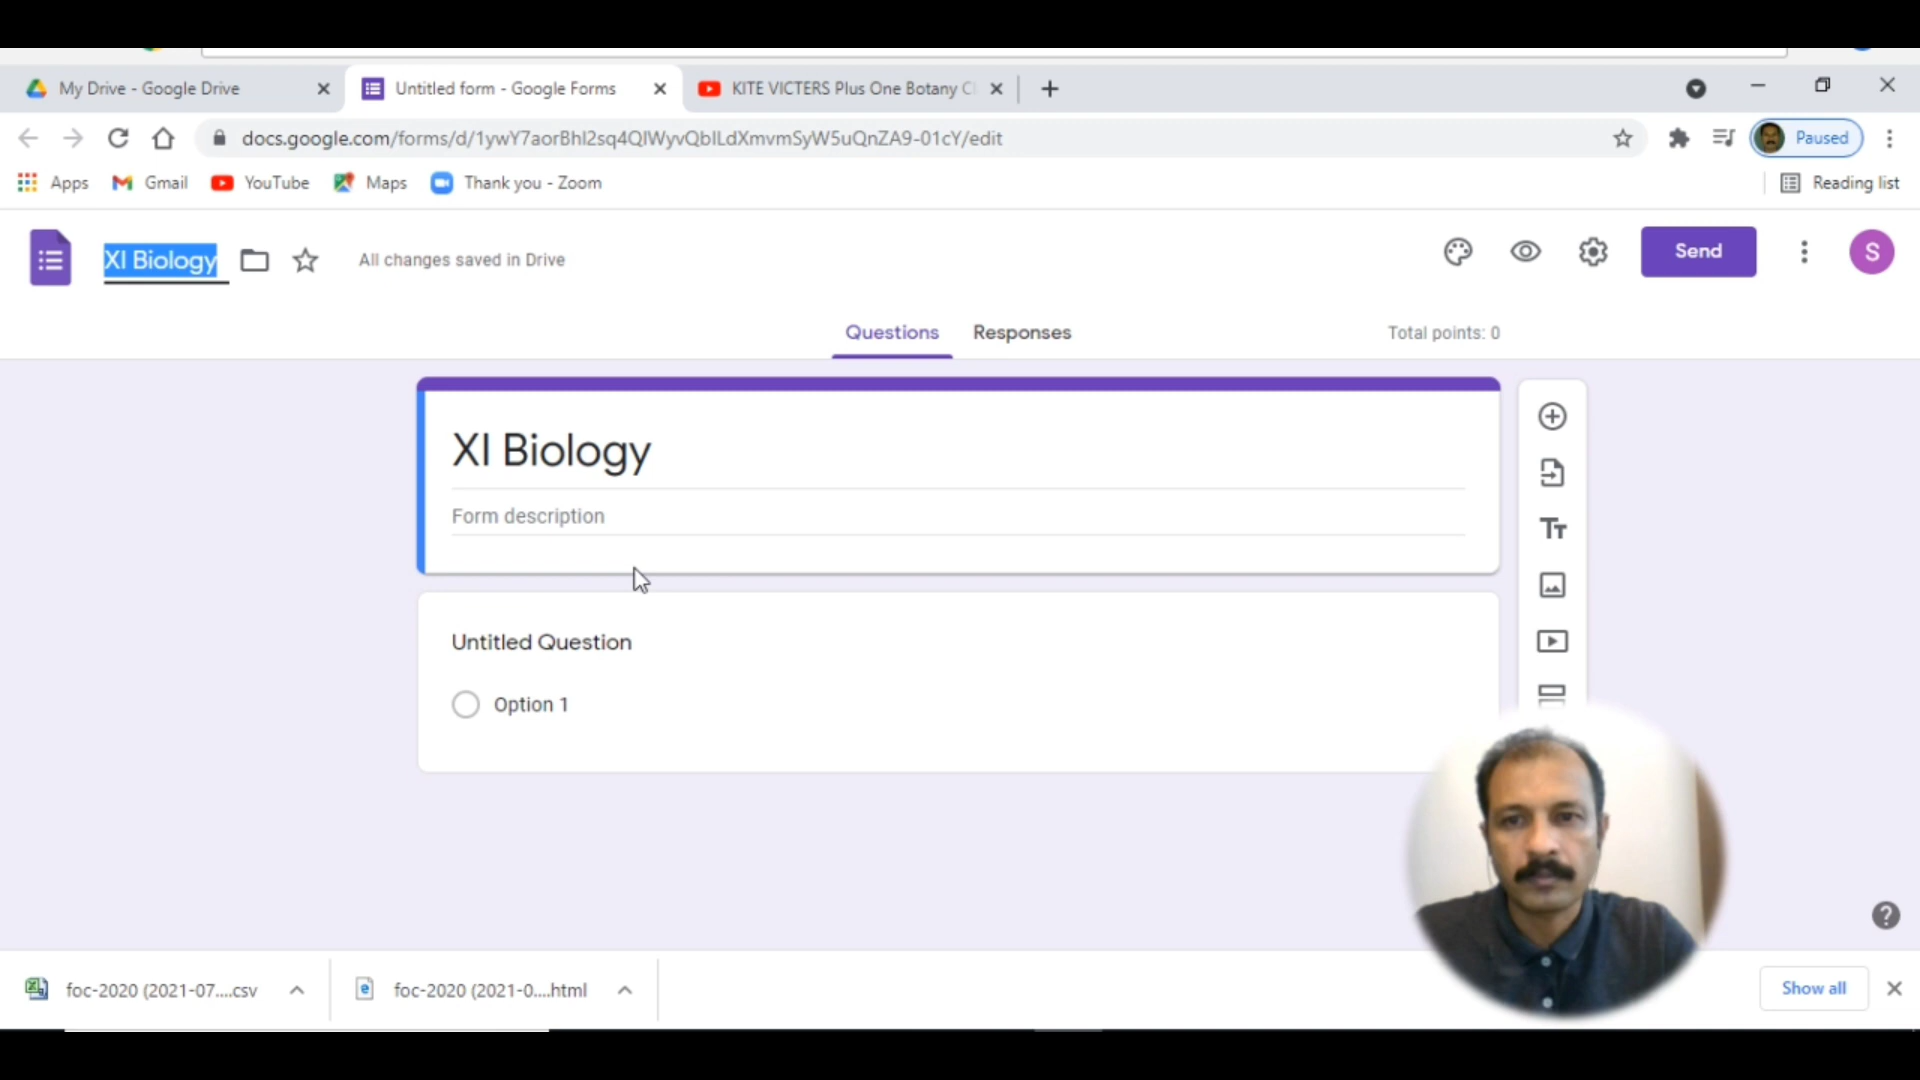 My Drive - Google Drive
Untitled form - Google Forms
KITE VICTERS Plus One Botany Cl
docs.google.com/forms/d/1ywY7aorBhI2sq4QIWyvQbILdXmvmSyW5uQnZA9-01cY/edit
Paused
Apps
Gmail
YouTube
Maps
Thank you - Zoom
Reading list
XI Biology
All changes saved in Drive
Send
S
Questions
Responses
Total points: 0
XI Biology
Form description
Tт
Untitled Question
Option 1
foc-2020 (2021-07....csv
foc-2020 (2021-0....html
Show all